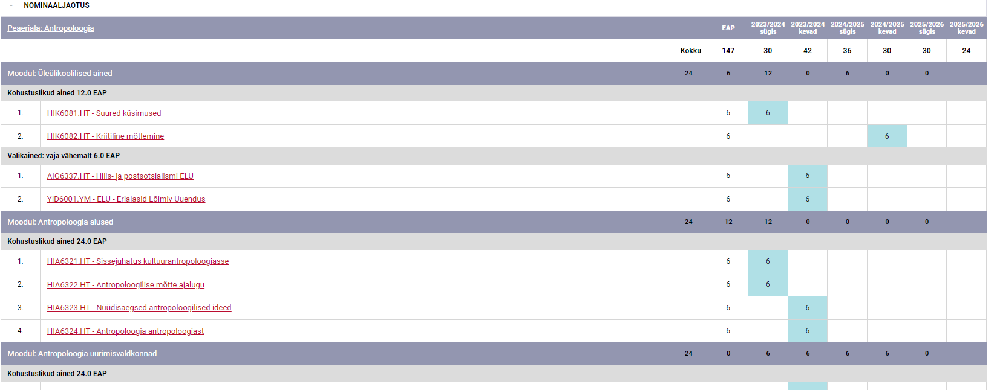 - NOMINAALJAOTUS
Peaeriala: Antropoloogia EAP 2023/2024 sügis 2023/2024 kevad 2024/2025 sügis 2024/2025 kevad 2025/2026 sügis 2025/2026 kevad
Kokku 147 30 42 36 30 30 24
Moodul: Üleülikoolilised ained 24 6 12 0 6 0 0
Kohustuslikud ained 12.0 EAP
1. HIK6081.HT - Suured küsimused 6 6
2. HIK6082.HT - Kriitiline mõtlemine 6 6
Valikained: vaja vähemalt 6.0 EAP
1. AIG6337.HT - Hilis- ja postsotsialismi ELU 6 6
2. YID6001.YM - ELU - Erialasid Lõimiv Uuendus 6 6
Moodul: Antropoloogia alused 24 12 12 0 0 0 0
Kohustuslikud ained 24.0 EAP
1. HIA6321.HT - Sissejuhatus kultuurantropoloogiasse 6 6
2. HIA6322.HT - Antropoloogilise mõtte ajalugu 6 6
3. HIA6323.HT - Nüüdisaegsed antropoloogilised ideed 6 6
4. HIA6324.HT - Antropoloogia antropoloogiast 6 6
Moodul: Antropoloogia uurimisvaldkonnad 24 0 6 6 6 6 0
Kohustuslikud ained 24.0 EAP